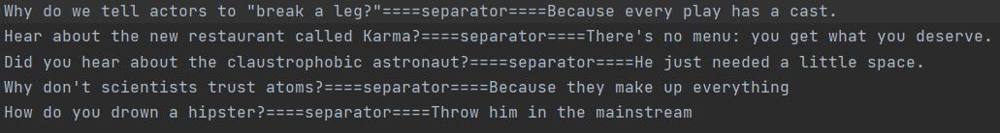 Why do we tell actors to "break a leg?"====separator====Because every play has a cast.
Hear about the new restaurant called Karma?====separator====There's no menu: you get what you deserve.
Did you hear about the claustrophobic astronaut?====separator====He just needed a little space.
Why don't scientists trust atoms?====separator====Because they make up everything
How do you drown a hipster?====separator====Throw him in the mainstream